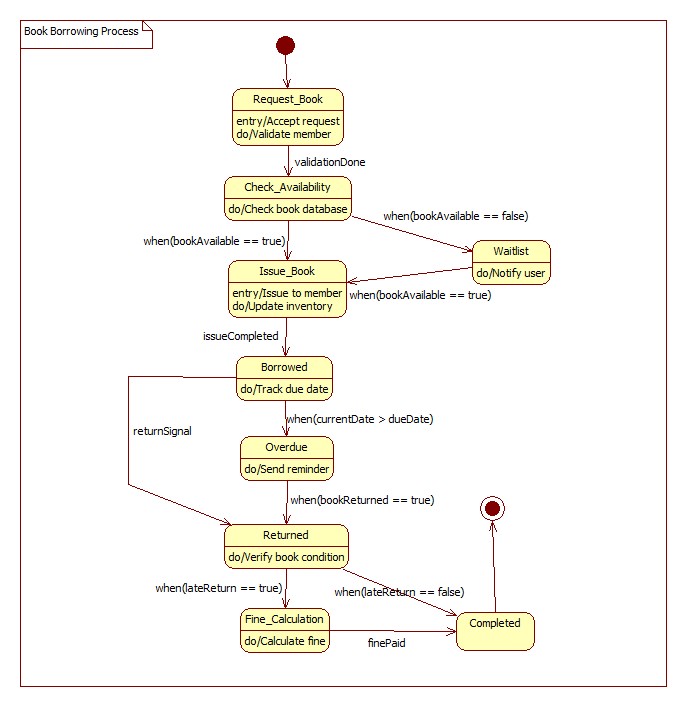 Book Borrowing Process
Request_Book
entry/Accept request
do/Validate member
validationDone
Check_Availability
do/Check book database
when(bookAvailable == false)
when(bookAvailable == true)
Waitlist
do/Notify user
Issue_Book
entry/Issue to member
do/Update inventory
when(bookAvailable == true)
issueCompleted
Borrowed
do/Track due date
when(currentDate > dueDate)
returnSignal
Overdue
do/Send reminder
when(bookReturned == true)
Returned
do/Verify book condition
when(lateReturn == true)
when(lateReturn == false)
Fine_Calculation
do/Calculate fine
finePaid
Completed